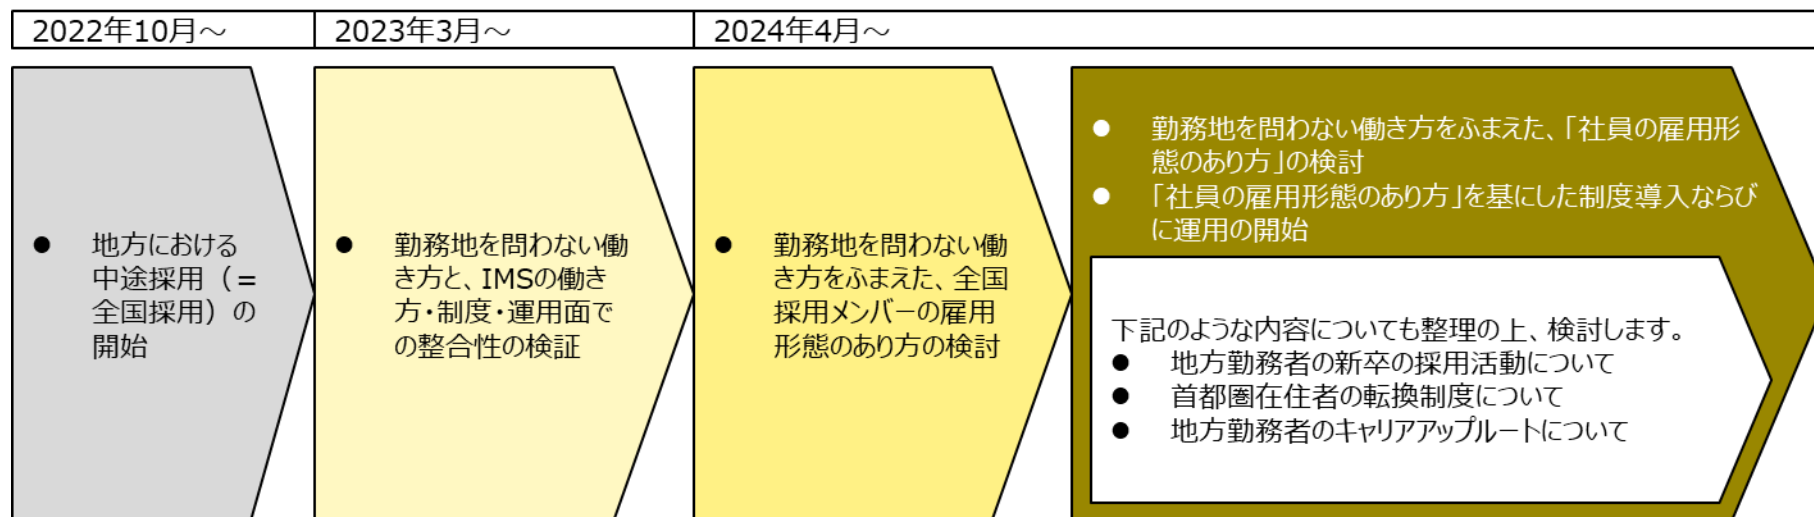 2022年10月～
2023年3月～
2024年4月～
● 地方における
中途採用（＝
全国採用）の
開始
● 勤務地を問わない働
き方と、IMSの働き
方・制度・運用面で
の整合性の検証
● 勤務地を問わない働
き方をふまえた、全国
採用メンバーの雇用
形態のあり方の検討
● 勤務地を問わない働き方をふまえた、「社員の雇用形
態のあり方」の検討
● 「社員の雇用形態のあり方」を基にした制度導入ならび
に運用の開始
下記のような内容についても整理の上、検討します。
● 地方勤務者の新卒の採用活動について
● 首都圏在住者の転換制度について
● 地方勤務者のキャリアアップルートについて